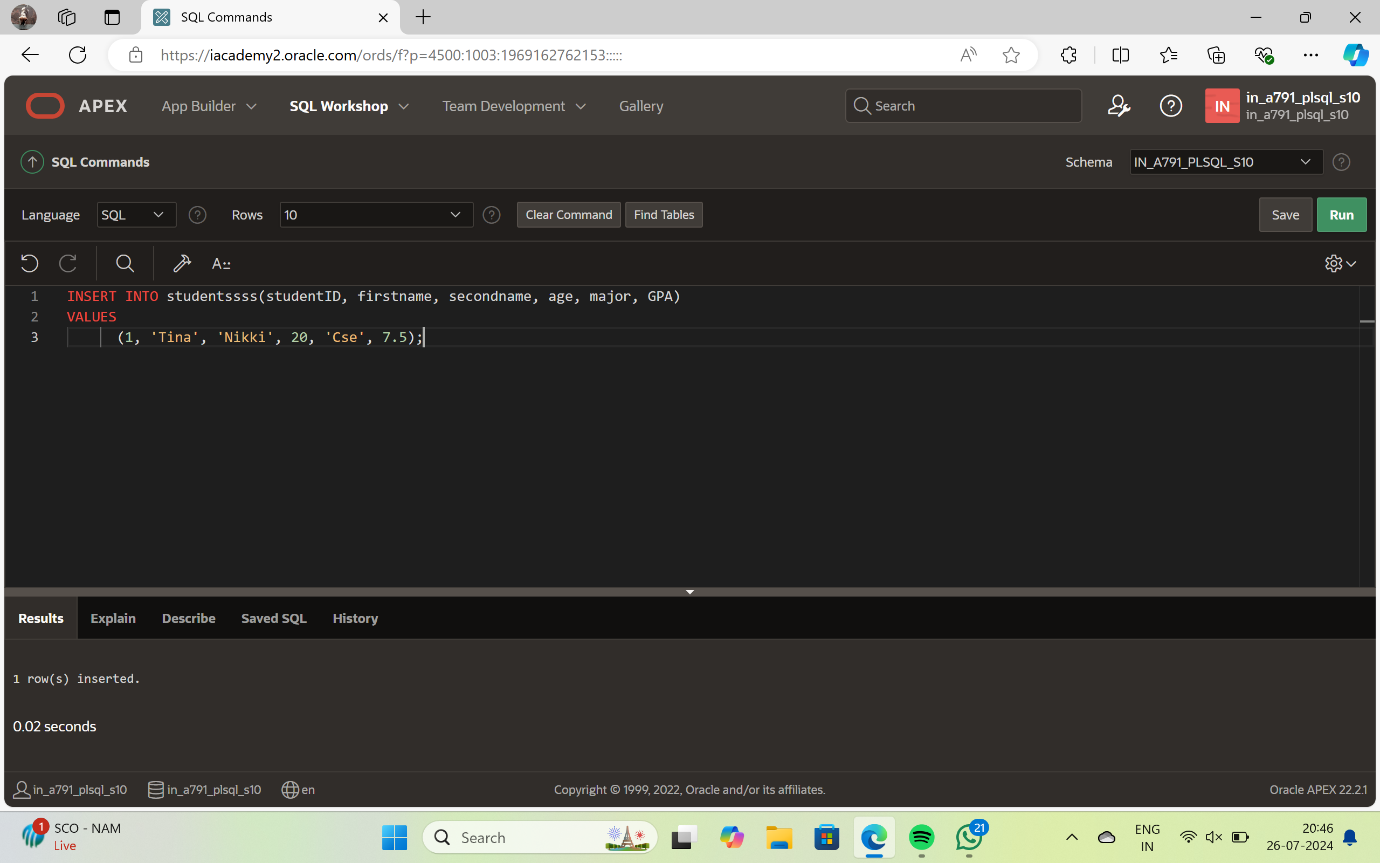 SQL Commands
https://iacademy2.oracle.com/ords/f?p=4500:1003:1969162762153:::::
APEX App Builder SQL Workshop Team Development Gallery Search IN in_a791_plsql_s10
in_a791_plsql_s10
SQL Commands Schema IN_A791_PLSQL_S10
Language SQL Rows 10 Clear Command Find Tables Save Run
A::
1 INSERT INTO studentssss(studentID, firstname, secondname, age, major, GPA)
2 VALUES
3 (1, 'Tina', 'Nikki', 20, 'Cse', 7.5);
Results Explain Describe Saved SQL History
1 row(s) inserted.
0.02 seconds
in_a791_plsql_s10 in_a791_plsql_s10 en Copyright © 1999, 2022, Oracle and/or its affiliates. Oracle APEX 22.2.1
1 SCO - NAM
Live
Search
21
ENG
IN
20:46
26-07-2024